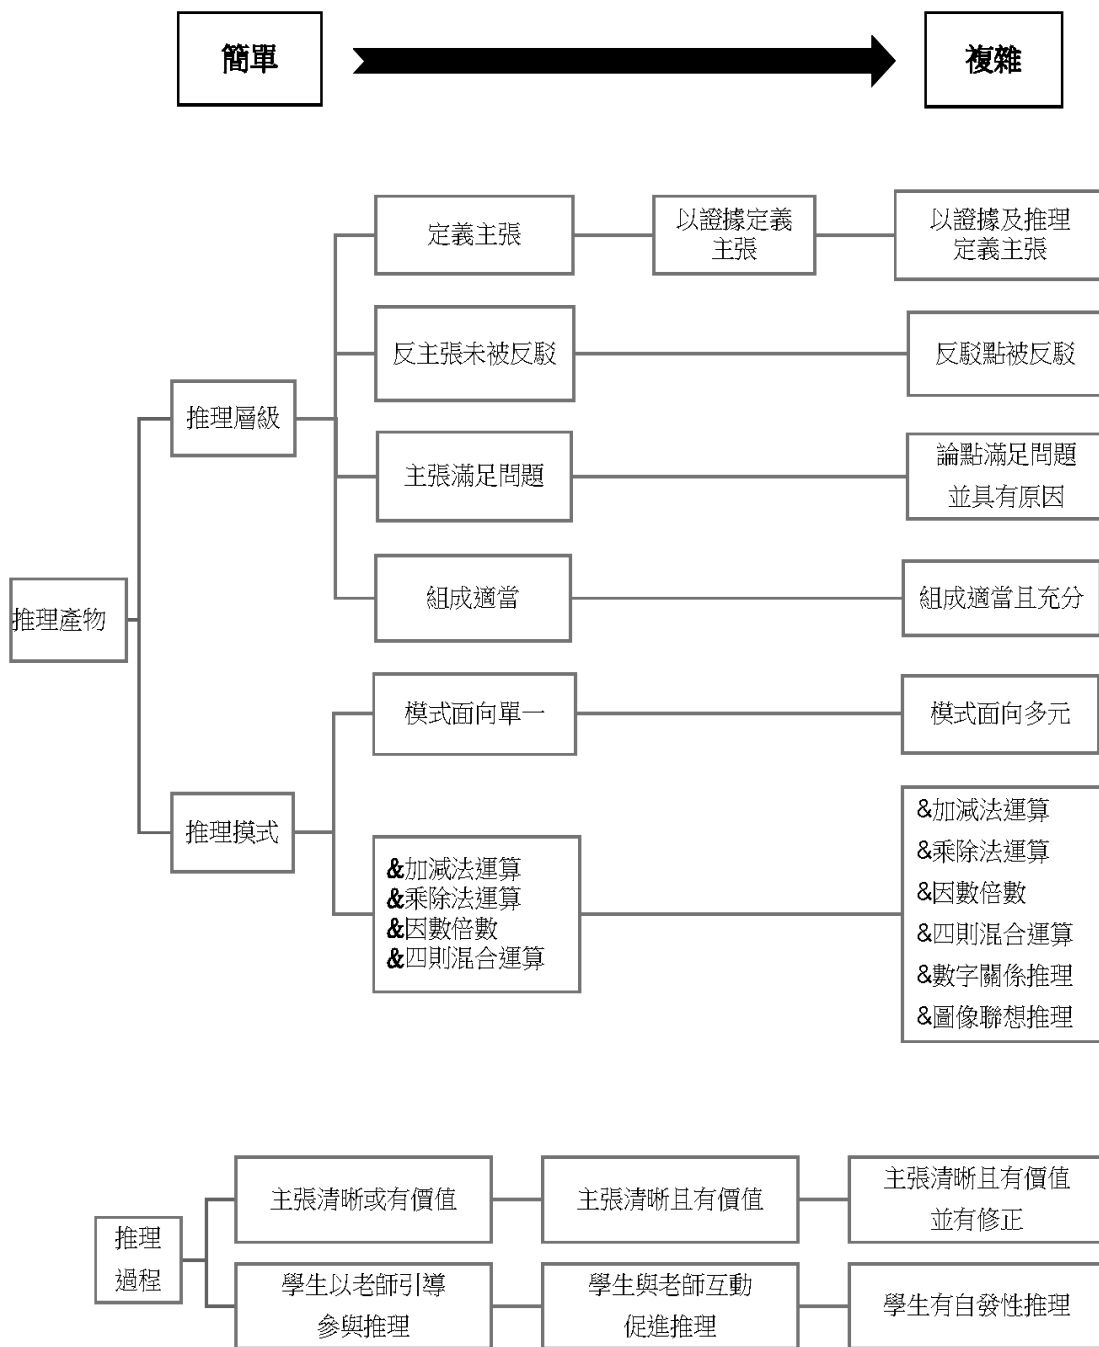 簡單
複雜
定義主張
以證據定義
主張
以證據及推理
定義主張
反主張未被反駁
反駁點被反駁
推理層級
主張滿足問題
論點滿足問題
並具有原因
組成適當
組成適當且充分
推理產物
模式面向單一
模式面向多元
推理模式
&加減法運算
&乘除法運算
&因數倍數
&四則混合運算
&加減法運算
&乘除法運算
&因數倍數
&四則混合運算
&數字關係推理
&圖像聯想推理
推理
過程
主張清晰或有價值
主張清晰且有價值
主張清晰且有價值
並有修正
學生以老師引導
參與推理
學生與老師互動
促進推理
學生有自發性推理